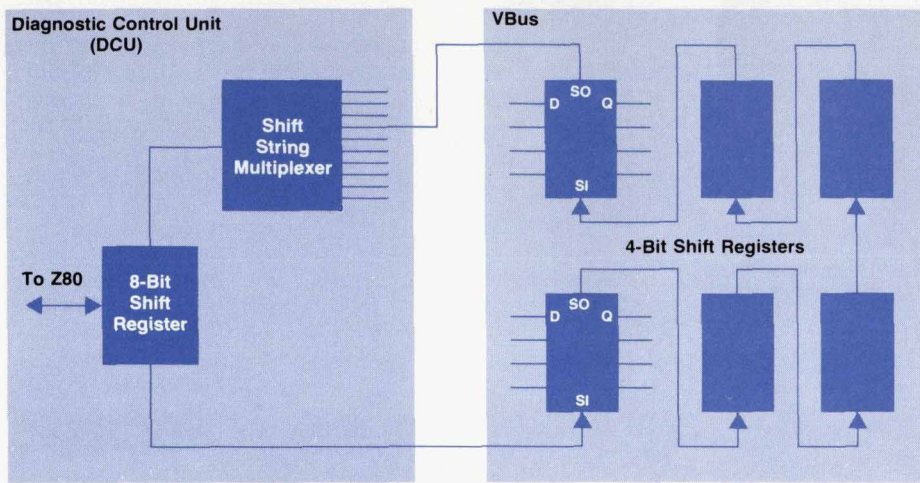 Diagnostic Control Unit
(DCU)
VBus
Shift
String
Multiplexer
SO
D
Q
SI
To Z80
8-Bit
Shift
Register
4-Bit Shift Registers
SO
D
Q
SI